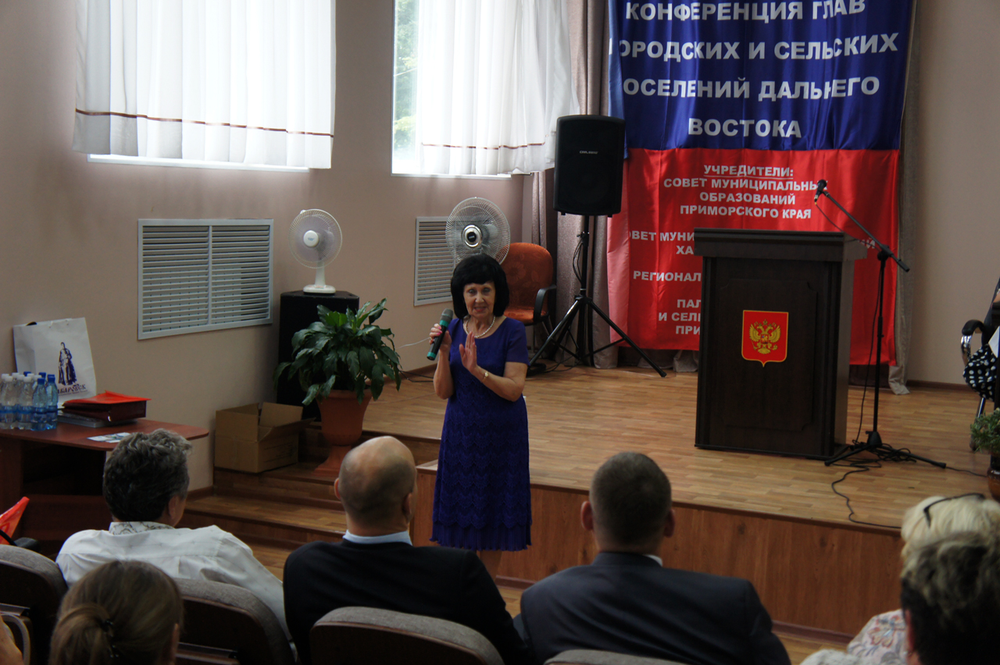 КОНФЕРЕНЦИЯ ГЛАВ
ОРОДСКИХ И СЕЛЬСКИХ
ОСЕЛЕНИЙ ДАЛЬНЕГО
ВОСТОКА
УЧРЕДИТЕЛИ:
СОВЕТ МУНИЦИПАЛЬНЫ
ОБРАЗОВАНИЙ
ПРИМОРСКОГО КРАЯ
ОВЕТ МУНИ
ХА
РЕГИОНАЛ
ПАЛ
И СЕЛ
ПРИ